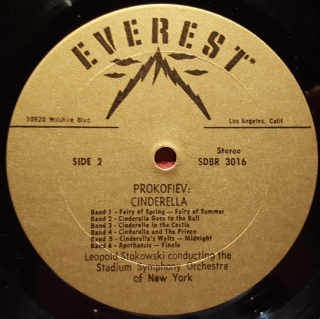 EVEREST*
10920 Wilshire Blvd.
Los Angeles, Calif
SIDE 2
Stereo
SDBR 3016
PROKOFIEV:
CINDERELLA
Band 1 - Fairy of Spring — Fairy of Summer
Band 2 - Cinderella Goes to the Ball
Band 3 - Cinderella in the Castle
Band 4 - Cinderella and The Prince
Band 5 - Cinderella's Waltz — Midnight
Band 6 - Apotheosis — Finale
Leopold Stokowski conducting the
Stadium Symphony Orchestra
of New York